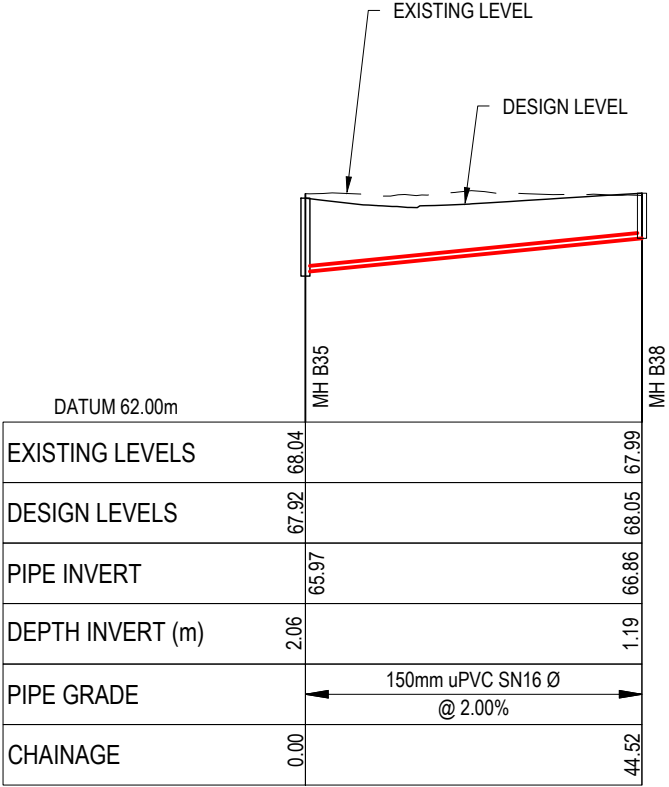 EXISTING LEVEL
DESIGN LEVEL
MH B35
MH B38
DATUM 62.00m
EXISTING LEVELS 68.04 67.99
DESIGN LEVELS 67.92 68.05
PIPE INVERT 65.97 66.86
DEPTH INVERT (m) 2.06 1.19
150mm uPVC SN16 Ø
PIPE GRADE
@ 2.00%
CHAINAGE 0.00 44.52